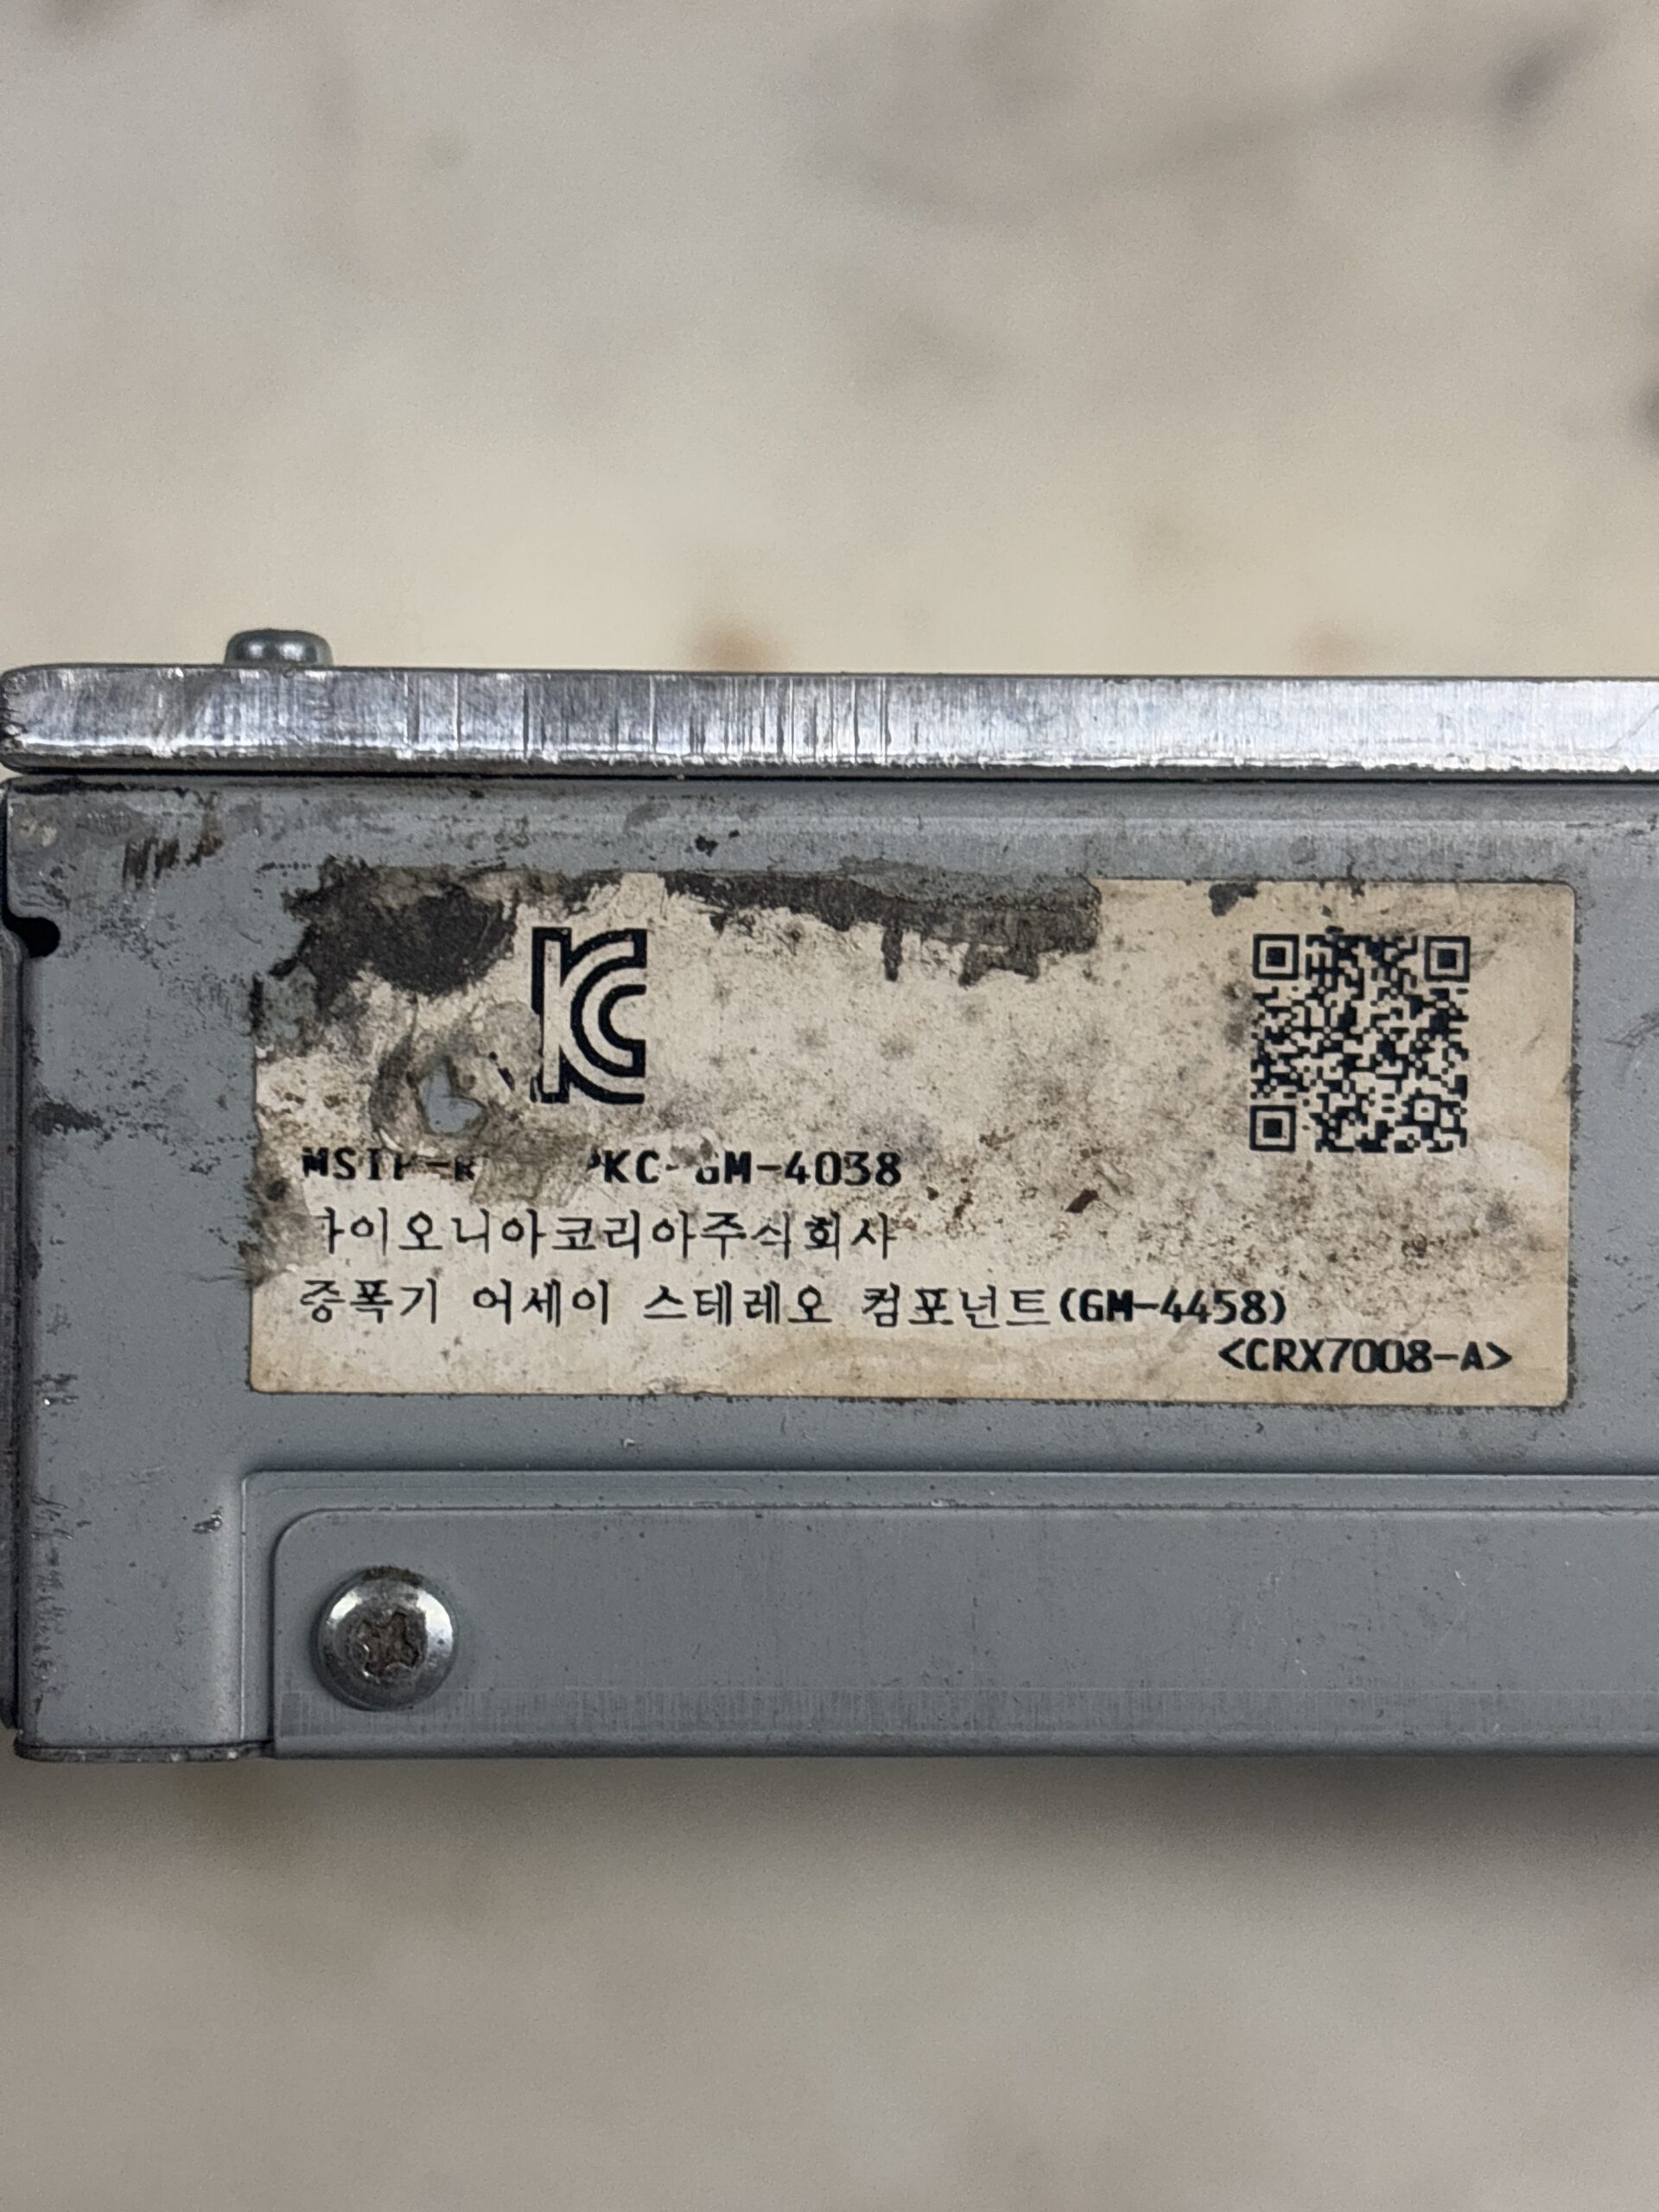 KC
GM-4038
이오니아코리아주식회사
증폭기 어세이 스테레오 컴포넌트(GM-4458)
<CRX7008-A>